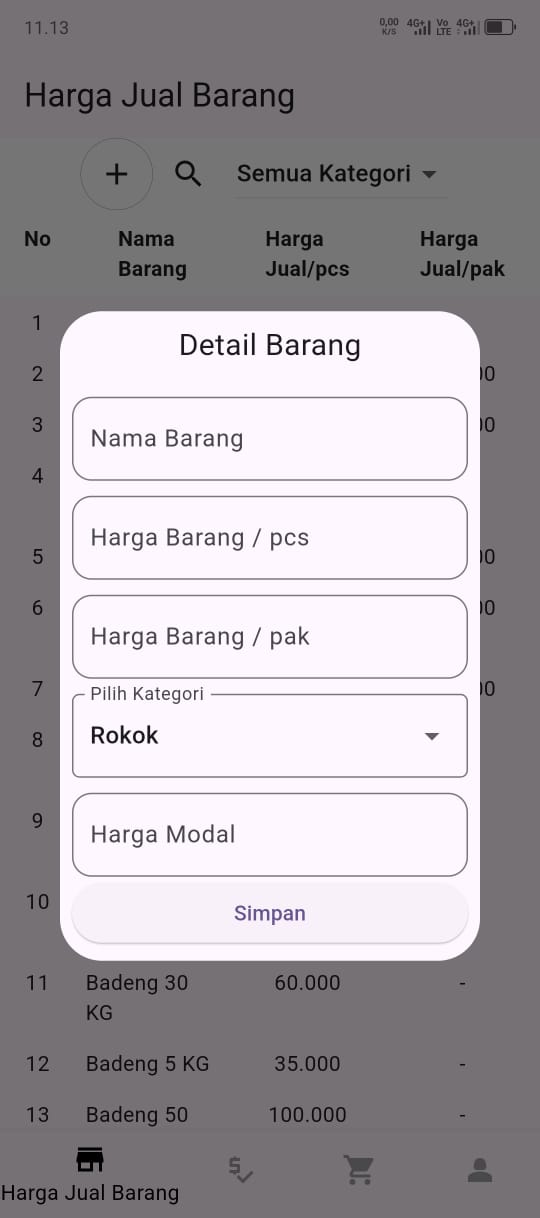 11.13
0,00 K/S 4G+ Vo LTE 4G+
Harga Jual Barang
+ Semua Kategori
No Nama Barang Harga Jual/pcs Harga Jual/pak
1
Detail Barang
2 00
3 00
Nama Barang
4
Harga Barang / pcs
5 00
6 00
Harga Barang / pak
7 00
Pilih Kategori
8 Rokok
9
Harga Modal
10
Simpan
11 Badeng 30 KG 60.000 -
12 Badeng 5 KG 35.000 -
13 Badeng 50 100.000 -
Harga Jual Barang